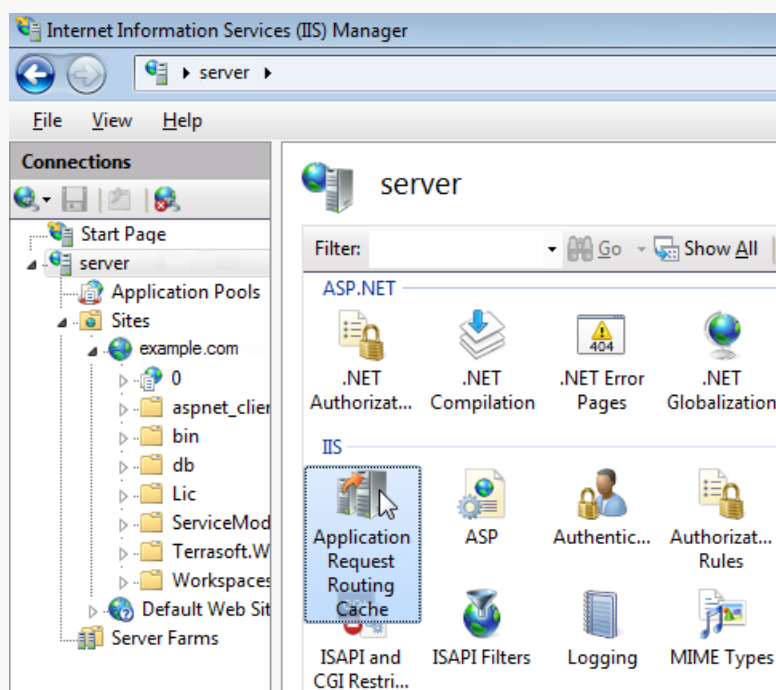 Internet Information Services (IIS) Manager
server
File View Help
Connections
Start Page
server
Application Pools
Sites
example.com
0
aspnet_clier
bin
db
Lic
ServiceMod
Terrasoft.W
Workspaces
Default Web Sit
Server Farms
server
Filter: Go Show All
ASP.NET
.NET Authorizat...
.NET Compilation
.NET Error Pages
.NET Globalization
404
IIS
Application Request Routing Cache
ASP
Authentic...
Authorizat... Rules
ISAPI and CGI Restri...
ISAPI Filters
Logging
MIME Types